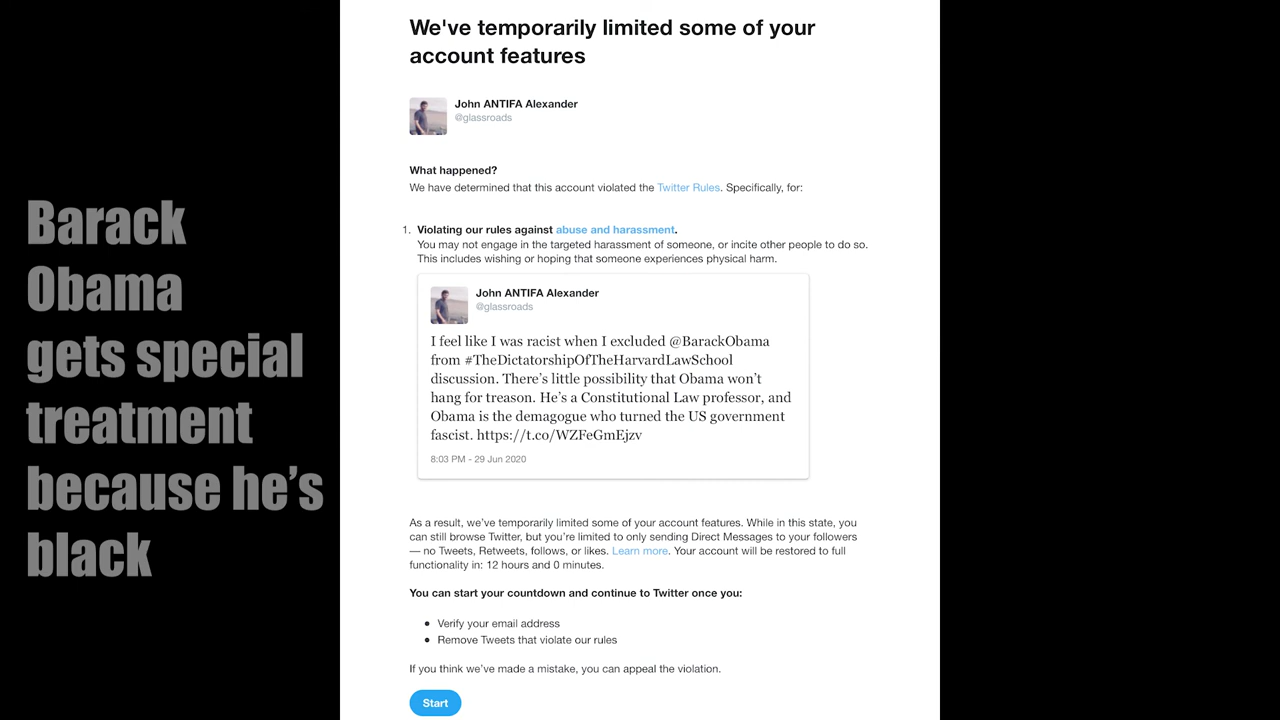 Barack
Obama
gets special
treatment
because he's
black
We've temporarily limited some of your
account features
John ANTIFA Alexander
@glassroads
What happened?
We have determined that this account violated the Twitter Rules. Specifically, for:
1. Violating our rules against abuse and harassment.
You may not engage in the targeted harassment of someone, or incite other people to do so.
This includes wishing or hoping that someone experiences physical harm.
John ANTIFA Alexander
@glassroads
I feel like I was racist when I excluded @BarackObama
from #TheDictatorshipOfTheHarvardLawSchool
discussion. There's little possibility that Obama won't
hang for treason. He's a Constitutional Law professor, and
Obama is the demagogue who turned the US government
fascist. https://t.co/WZFeGmEjzv
8:03 PM - 29 Jun 2020
As a result, we've temporarily limited some of your account features. While in this state, you
can still browse Twitter, but you're limited to only sending Direct Messages to your followers
— no Tweets, Retweets, follows, or likes. Learn more. Your account will be restored to full
functionality in: 12 hours and 0 minutes.
You can start your countdown and continue to Twitter once you:
• Verify your email address
• Remove Tweets that violate our rules
If you think we've made a mistake, you can appeal the violation.
Start